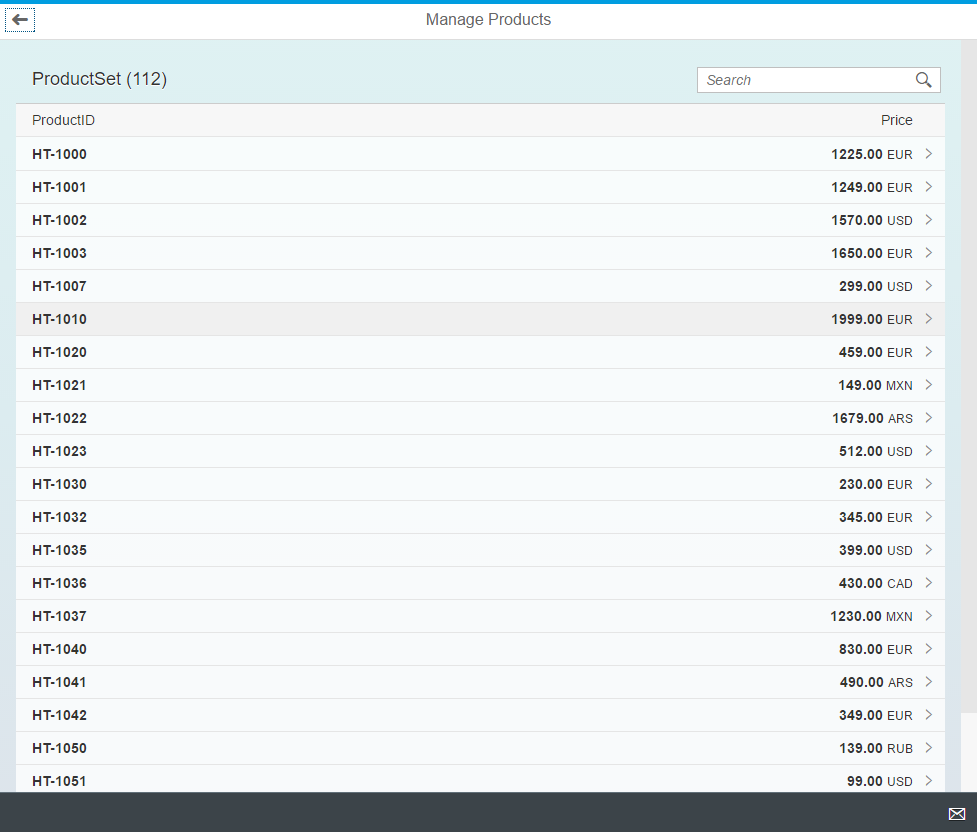 Manage Products
ProductSet (112)
Search
ProductID Price
HT-1000 1225.00 EUR
HT-1001 1249.00 EUR
HT-1002 1570.00 USD
HT-1003 1650.00 EUR
HT-1007 299.00 USD
HT-1010 1999.00 EUR
HT-1020 459.00 EUR
HT-1021 149.00 MXN
HT-1022 1679.00 ARS
HT-1023 512.00 USD
HT-1030 230.00 EUR
HT-1032 345.00 EUR
HT-1035 399.00 USD
HT-1036 430.00 CAD
HT-1037 1230.00 MXN
HT-1040 830.00 EUR
HT-1041 490.00 ARS
HT-1042 349.00 EUR
HT-1050 139.00 RUB
HT-1051 99.00 USD